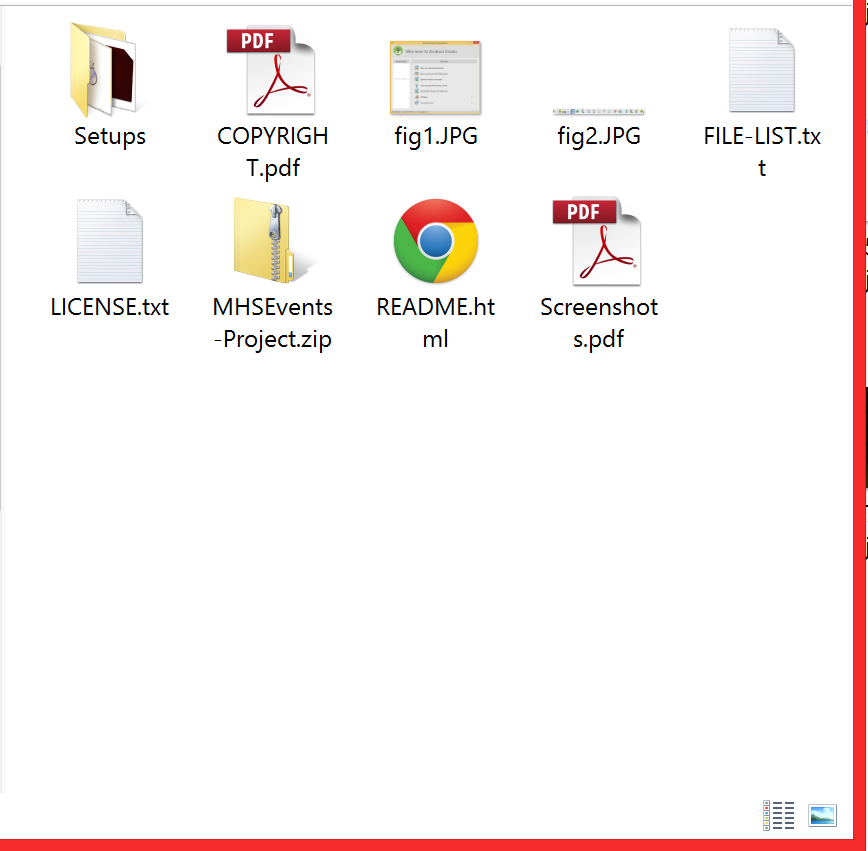 PDF
Setups
COPYRIGH
T.pdf
fig1.JPG
fig2.JPG
FILE-LIST.tx
t
PDF
LICENSE.txt
MHSEvents
-Project.zip
README.ht
ml
Screenshot
s.pdf